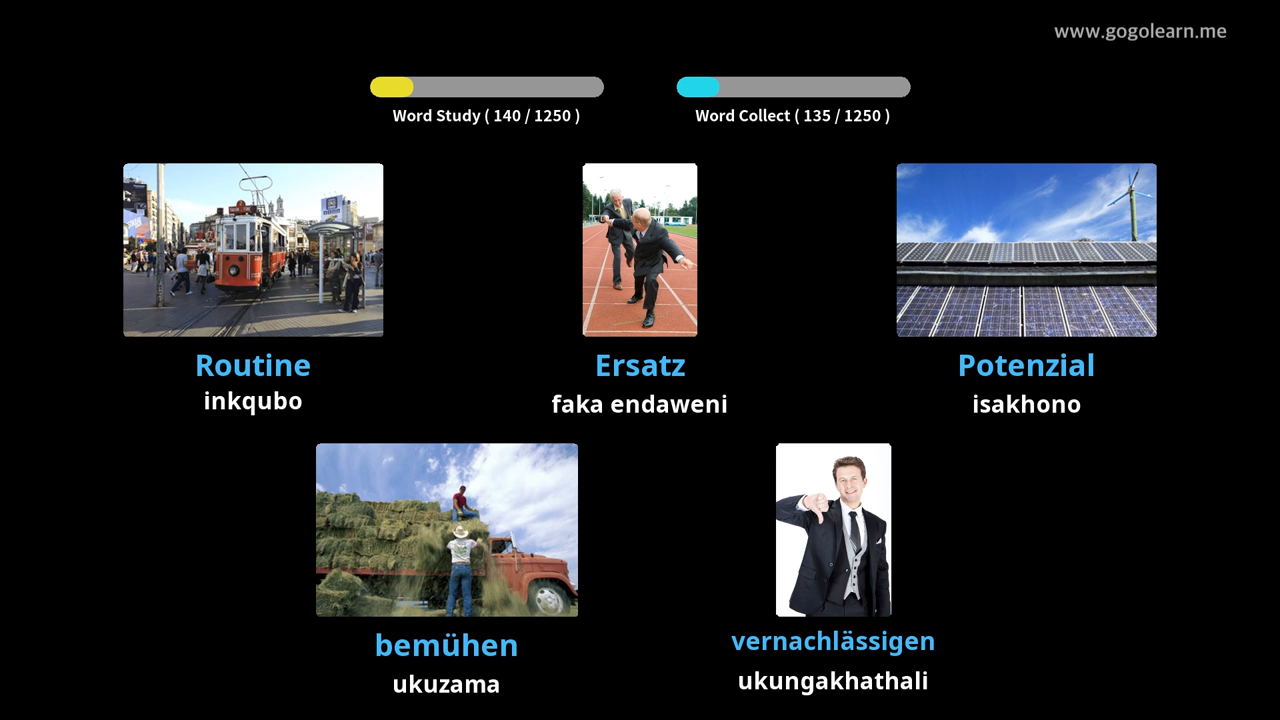 www.gogolearn.me
Word Study ( 140 / 1250 )
Word Collect ( 135 / 1250 )
Routine
inkqubo
Ersatz
faka endaweni
Potenzial
isakhono
bemühen
ukuzama
vernachlässigen
ukungakhathali